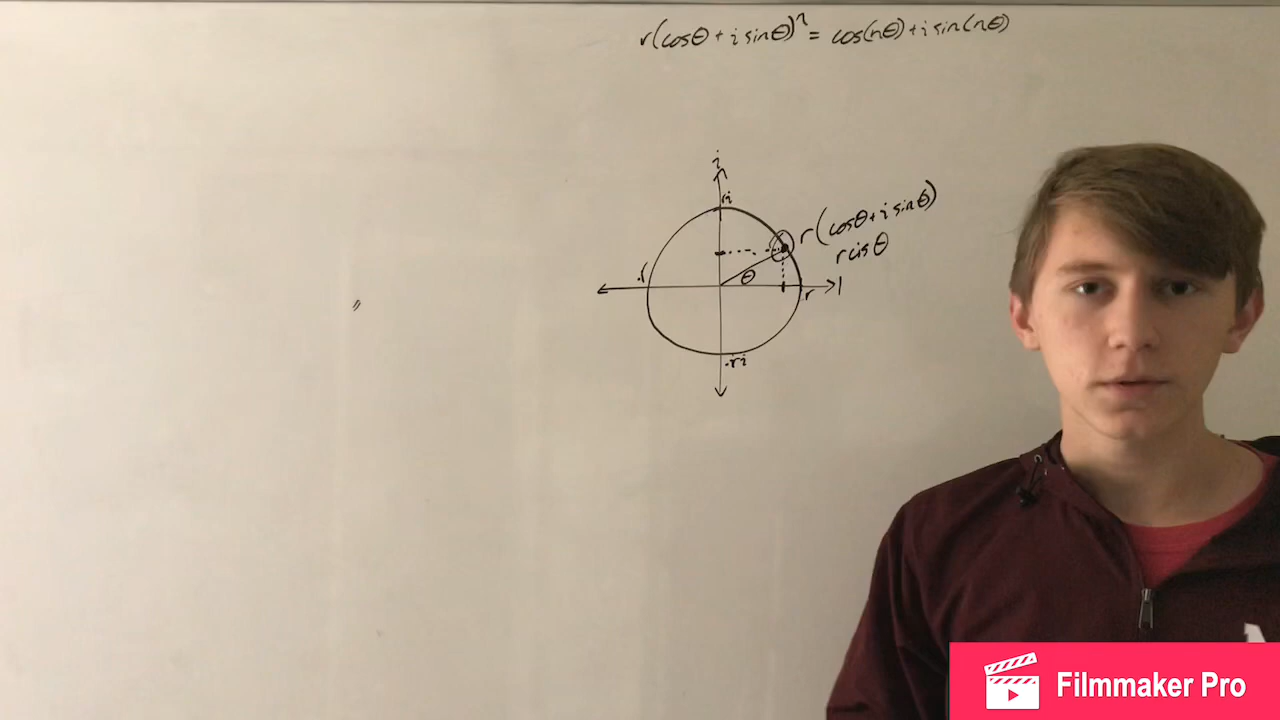 r(cosθ + i sinθ)ⁿ = cos(nθ) + i sin(nθ)
i
ri
r(cosθ + i sinθ)
r cis θ
-r
θ
r
1
-ri
Filmmaker Pro